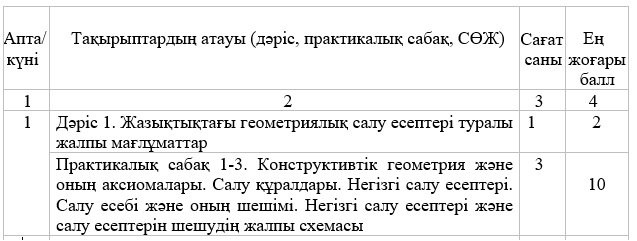 Апта/ Тақырыптардың атауы (дәріс, практикалық сабақ, СӨЖ) Сағат Ең
күні саны жоғары
балл
1 2 3 4
1 Дәріс 1. Жазықтықтағы геометриялық салу есептері туралы 1 2
жалпы мағлұматтар
Практикалық сабақ 1-3. Конструктивтік геометрия және 3
оның аксиомалары. Салу құралдары. Негізгі салу есептері. 10
Салу есебі және оның шешімі. Негізгі салу есептері және
салу есептерін шешудің жалпы схемасы